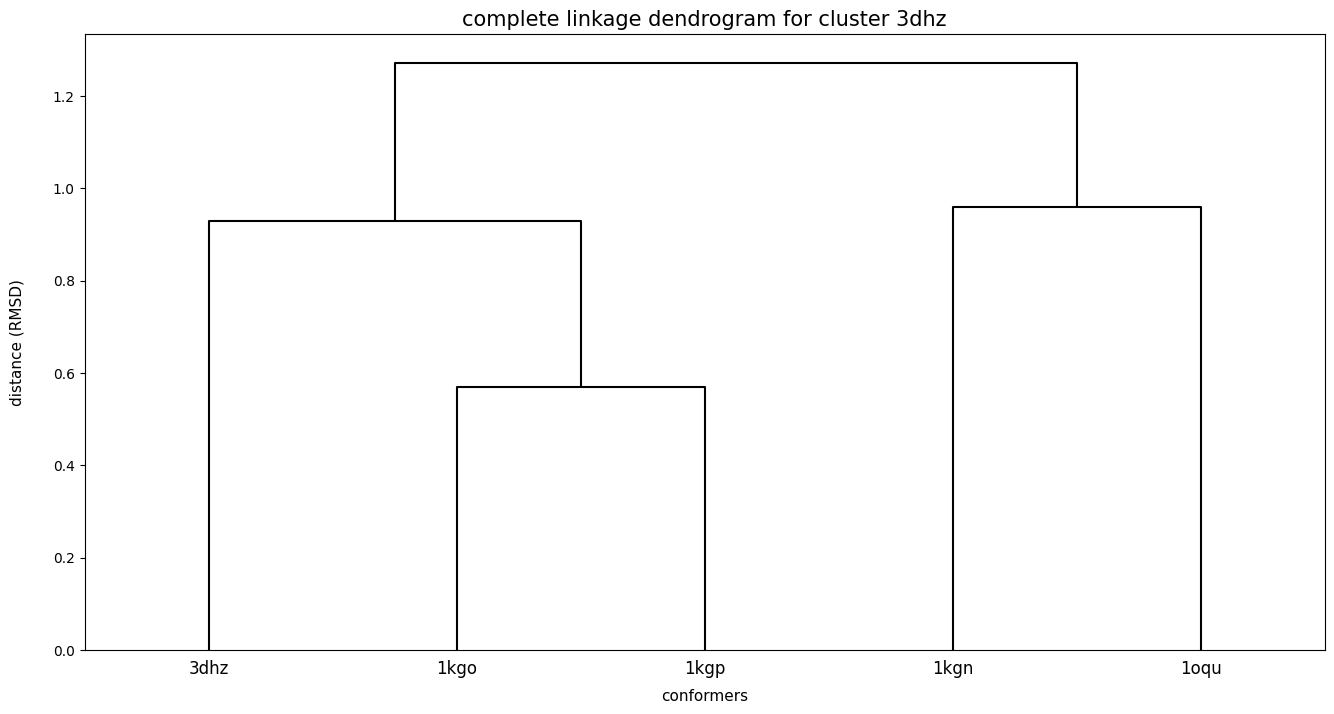 complete linkage dendrogram for cluster 3dhz
1.2
1.0
0.8
0.6
0.4
0.2
0.0
distance (RMSD)
3dhz 1kgo 1kgp 1kgn 1oqu
conformers